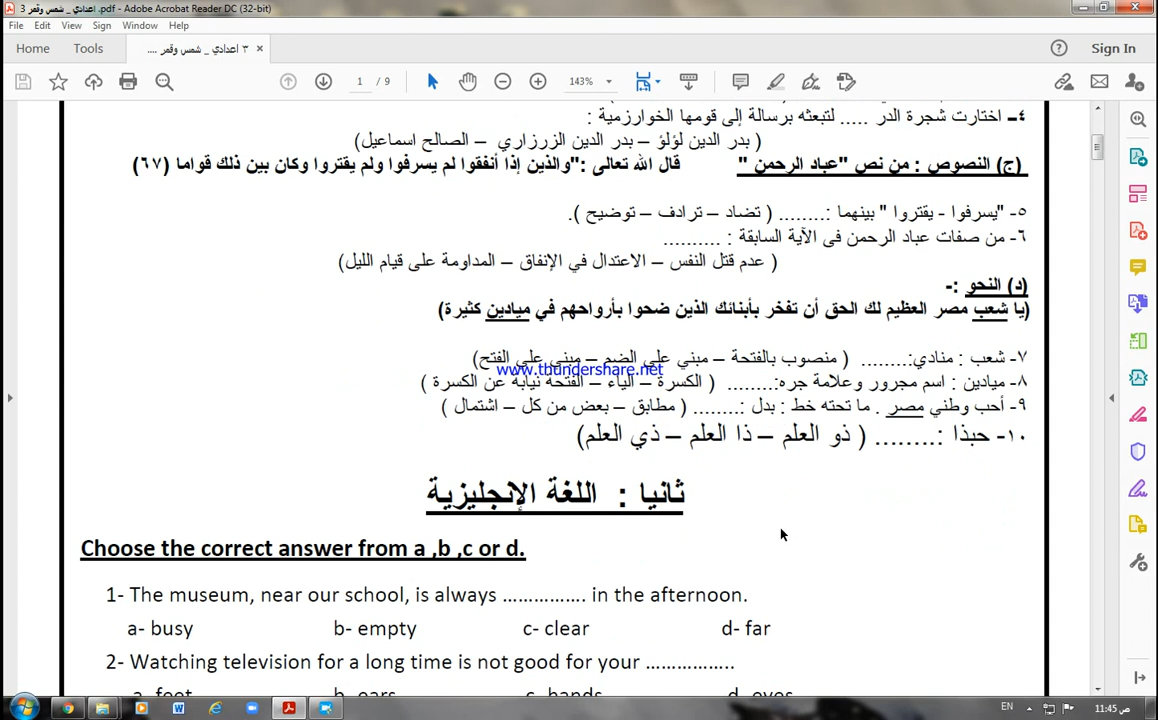 3 اعدادي _ شمس وقمر.pdf - Adobe Acrobat Reader DC (32-bit)
File Edit View Sign Window Help
Home Tools ٣ اعدادي _ شمس وقمر .... × Sign In
1 / 9 143%
٤- اختارت شجرة الدر ..... لتبعثه برسالة إلى قومها الخوارزمية :
( بدر الدين لؤلؤ – بدر الدين الزرزاري – الصالح اسماعيل)
(ج) النصوص : من نص "عباد الرحمن " قال الله تعالى :"والذين إذا أنفقوا لم يسرفوا ولم يقتروا وكان بين ذلك قواما (٦٧)
٥- "يسرفوا - يقتروا " بينهما :........ ( تضاد – ترادف – توضيح ).
٦- من صفات عباد الرحمن فى الآية السابقة : ..........
( عدم قتل النفس – الاعتدال في الإنفاق – المداومة على قيام الليل)
(د) النحو :-
(يا شعب مصر العظيم لك الحق أن تفخر بأبنائك الذين ضحوا بأرواحهم في ميادين كثيرة)
٧- شعب : منادي:........ ( منصوب بالفتحة – مبني علي الضم – مبني علي الفتح)
www.thundershare.net
٨- ميادين : اسم مجرور وعلامة جره:........ ( الكسرة – الياء – الفتحة نيابة عن الكسرة )
٩- أحب وطني مصر . ما تحته خط : بدل :........ ( مطابق – بعض من كل – اشتمال )
١٠- حبذا :........ ( ذو العلم – ذا العلم – ذي العلم)
ثانيا : اللغة الإنجليزية
Choose the correct answer from a ,b ,c or d.
1- The museum, near our school, is always ……………. in the afternoon.
a- busy b- empty c- clear d- far
2- Watching television for a long time is not good for your ……………..
a- feet b- ears c- hands d- eyes
EN 11:45 ص